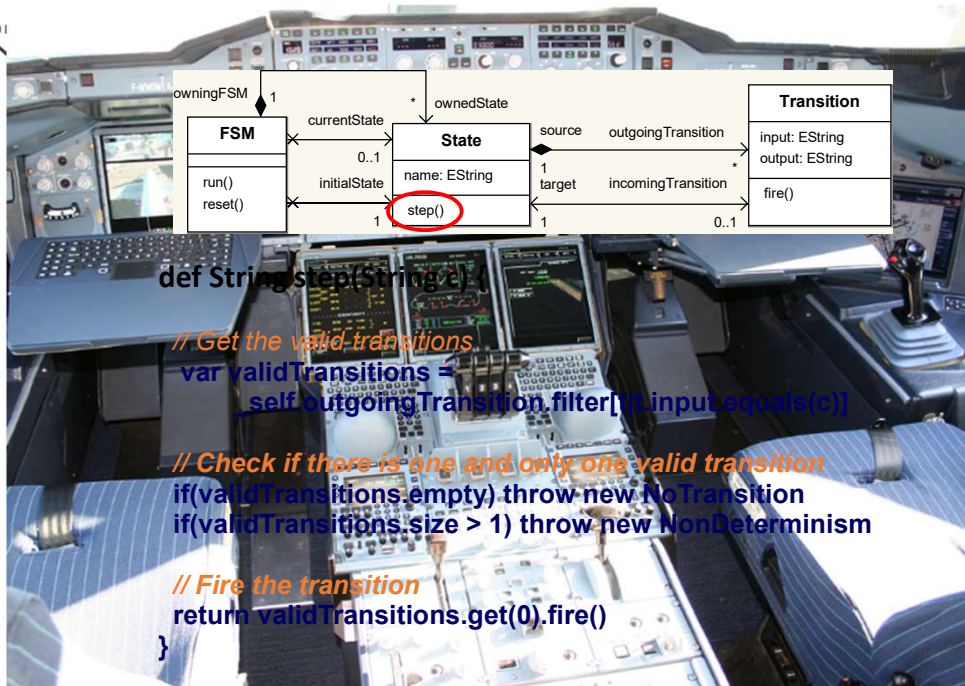 owningFSM 1
* ownedState
FSM
run()
reset()
currentState
0..1
initialState
1
State
name: EString
step()
source
1
outgoingTransition
*
target
1
incomingTransition
0..1
Transition
input: EString
output: EString
fire()
def String step(String c) {
// Get the valid transitions
var validTransitions =
_self.outgoingTransition.filter[t|t.input.equals(c)]
// Check if there is one and only one valid transition
if(validTransitions.empty) throw new NoTransition
if(validTransitions.size > 1) throw new NonDeterminism
// Fire the transition
return validTransitions.get(0).fire()
}